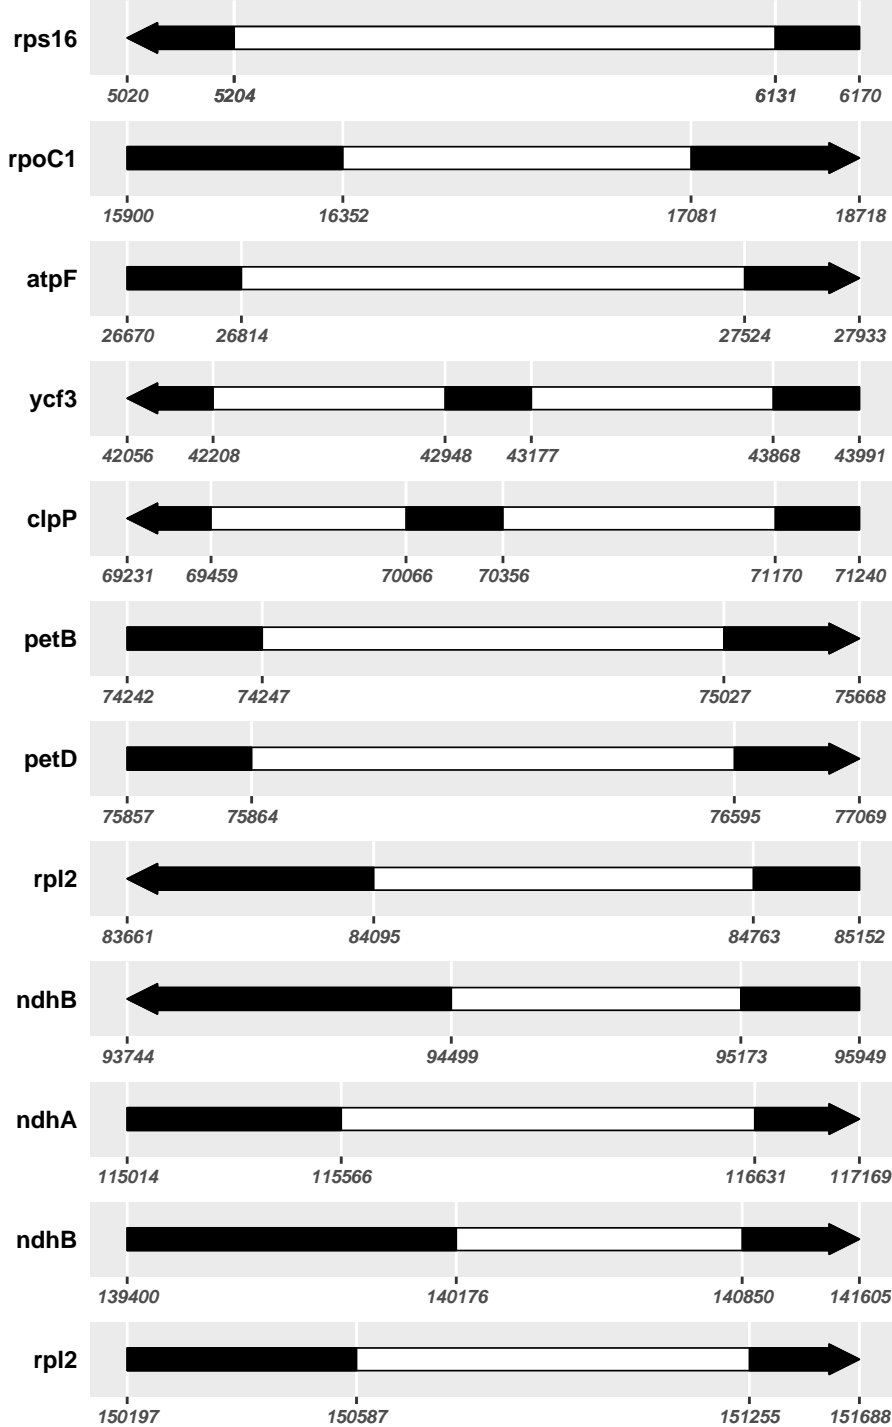 rps16
5020 5204 6131 6170
rpoC1
15900 16352 17081 18718
atpF
26670 26814 27524 27933
ycf3
42056 42208 42948 43177 43868 43991
clpP
69231 69459 70066 70356 71170 71240
petB
74242 74247 75027 75668
petD
75857 75864 76595 77069
rpl2
83661 84095 84763 85152
ndhB
93744 94499 95173 95949
ndhA
115014 115566 116631 117169
ndhB
139400 140176 140850 141605
rpl2
150197 150587 151255 151688